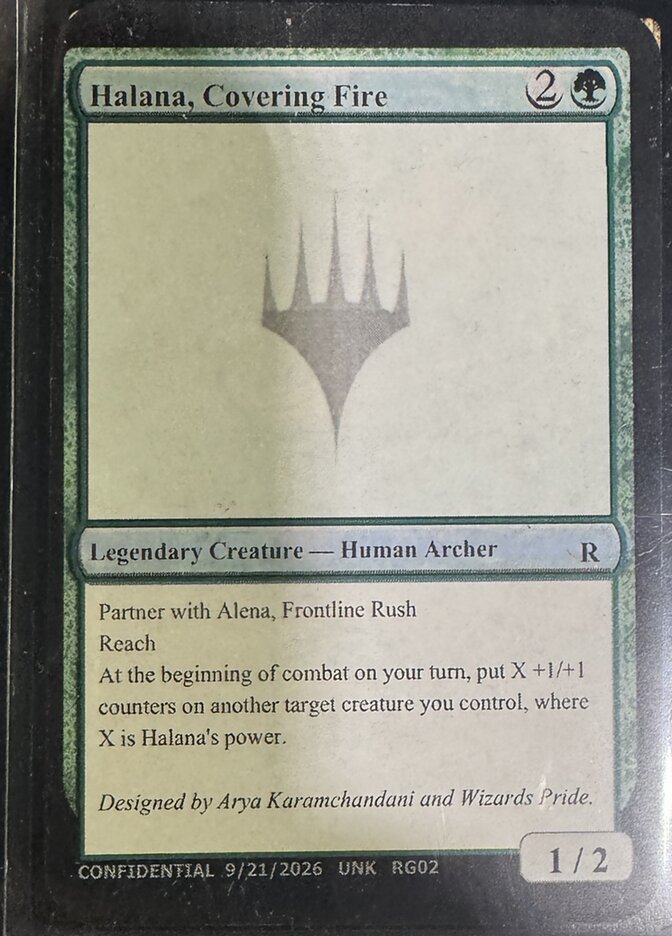 Halana, Covering Fire 2
Legendary Creature — Human Archer R
Partner with Alena, Frontline Rush
Reach
At the beginning of combat on your turn, put X +1/+1
counters on another target creature you control, where
X is Halana's power.
Designed by Arya Karamchandani and Wizards Pride.
1 / 2
CONFIDENTIAL 9/21/2026 UNK RG02